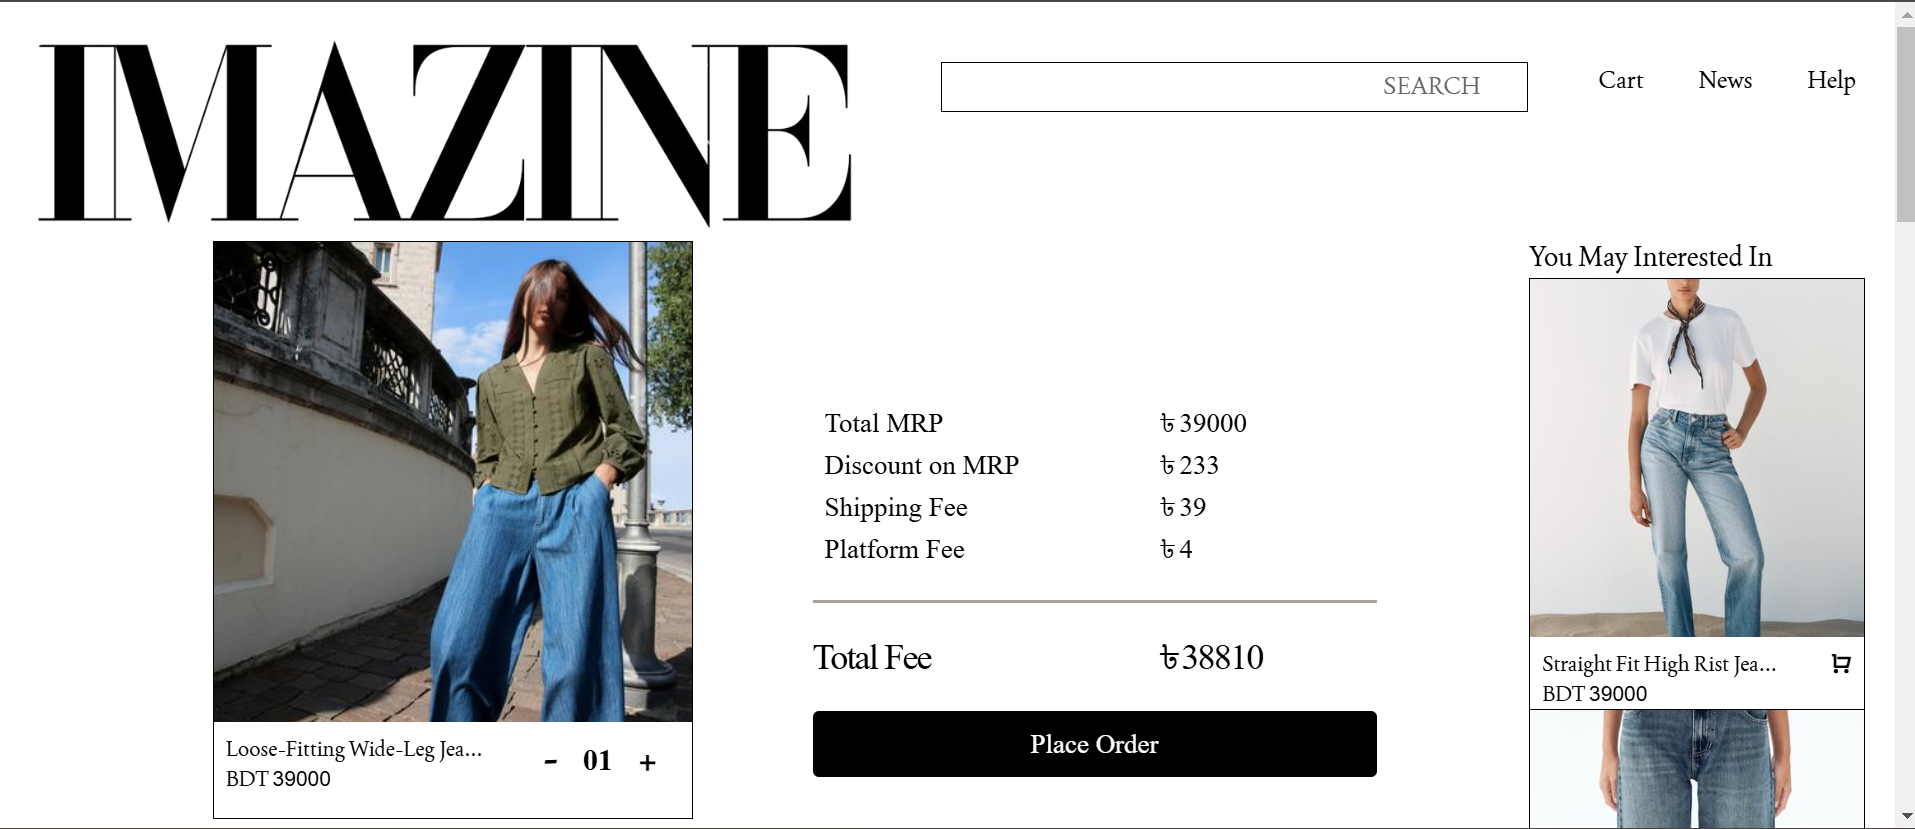 IMAZINE
SEARCH
Cart News Help
You May Interested In
Total MRP ৳ 39000
Discount on MRP ৳ 233
Shipping Fee ৳ 39
Platform Fee ৳ 4
Total Fee ৳38810
Place Order
Loose-Fitting Wide-Leg Jea...
BDT 39000
- 01 +
Straight Fit High Rist Jea...
BDT 39000